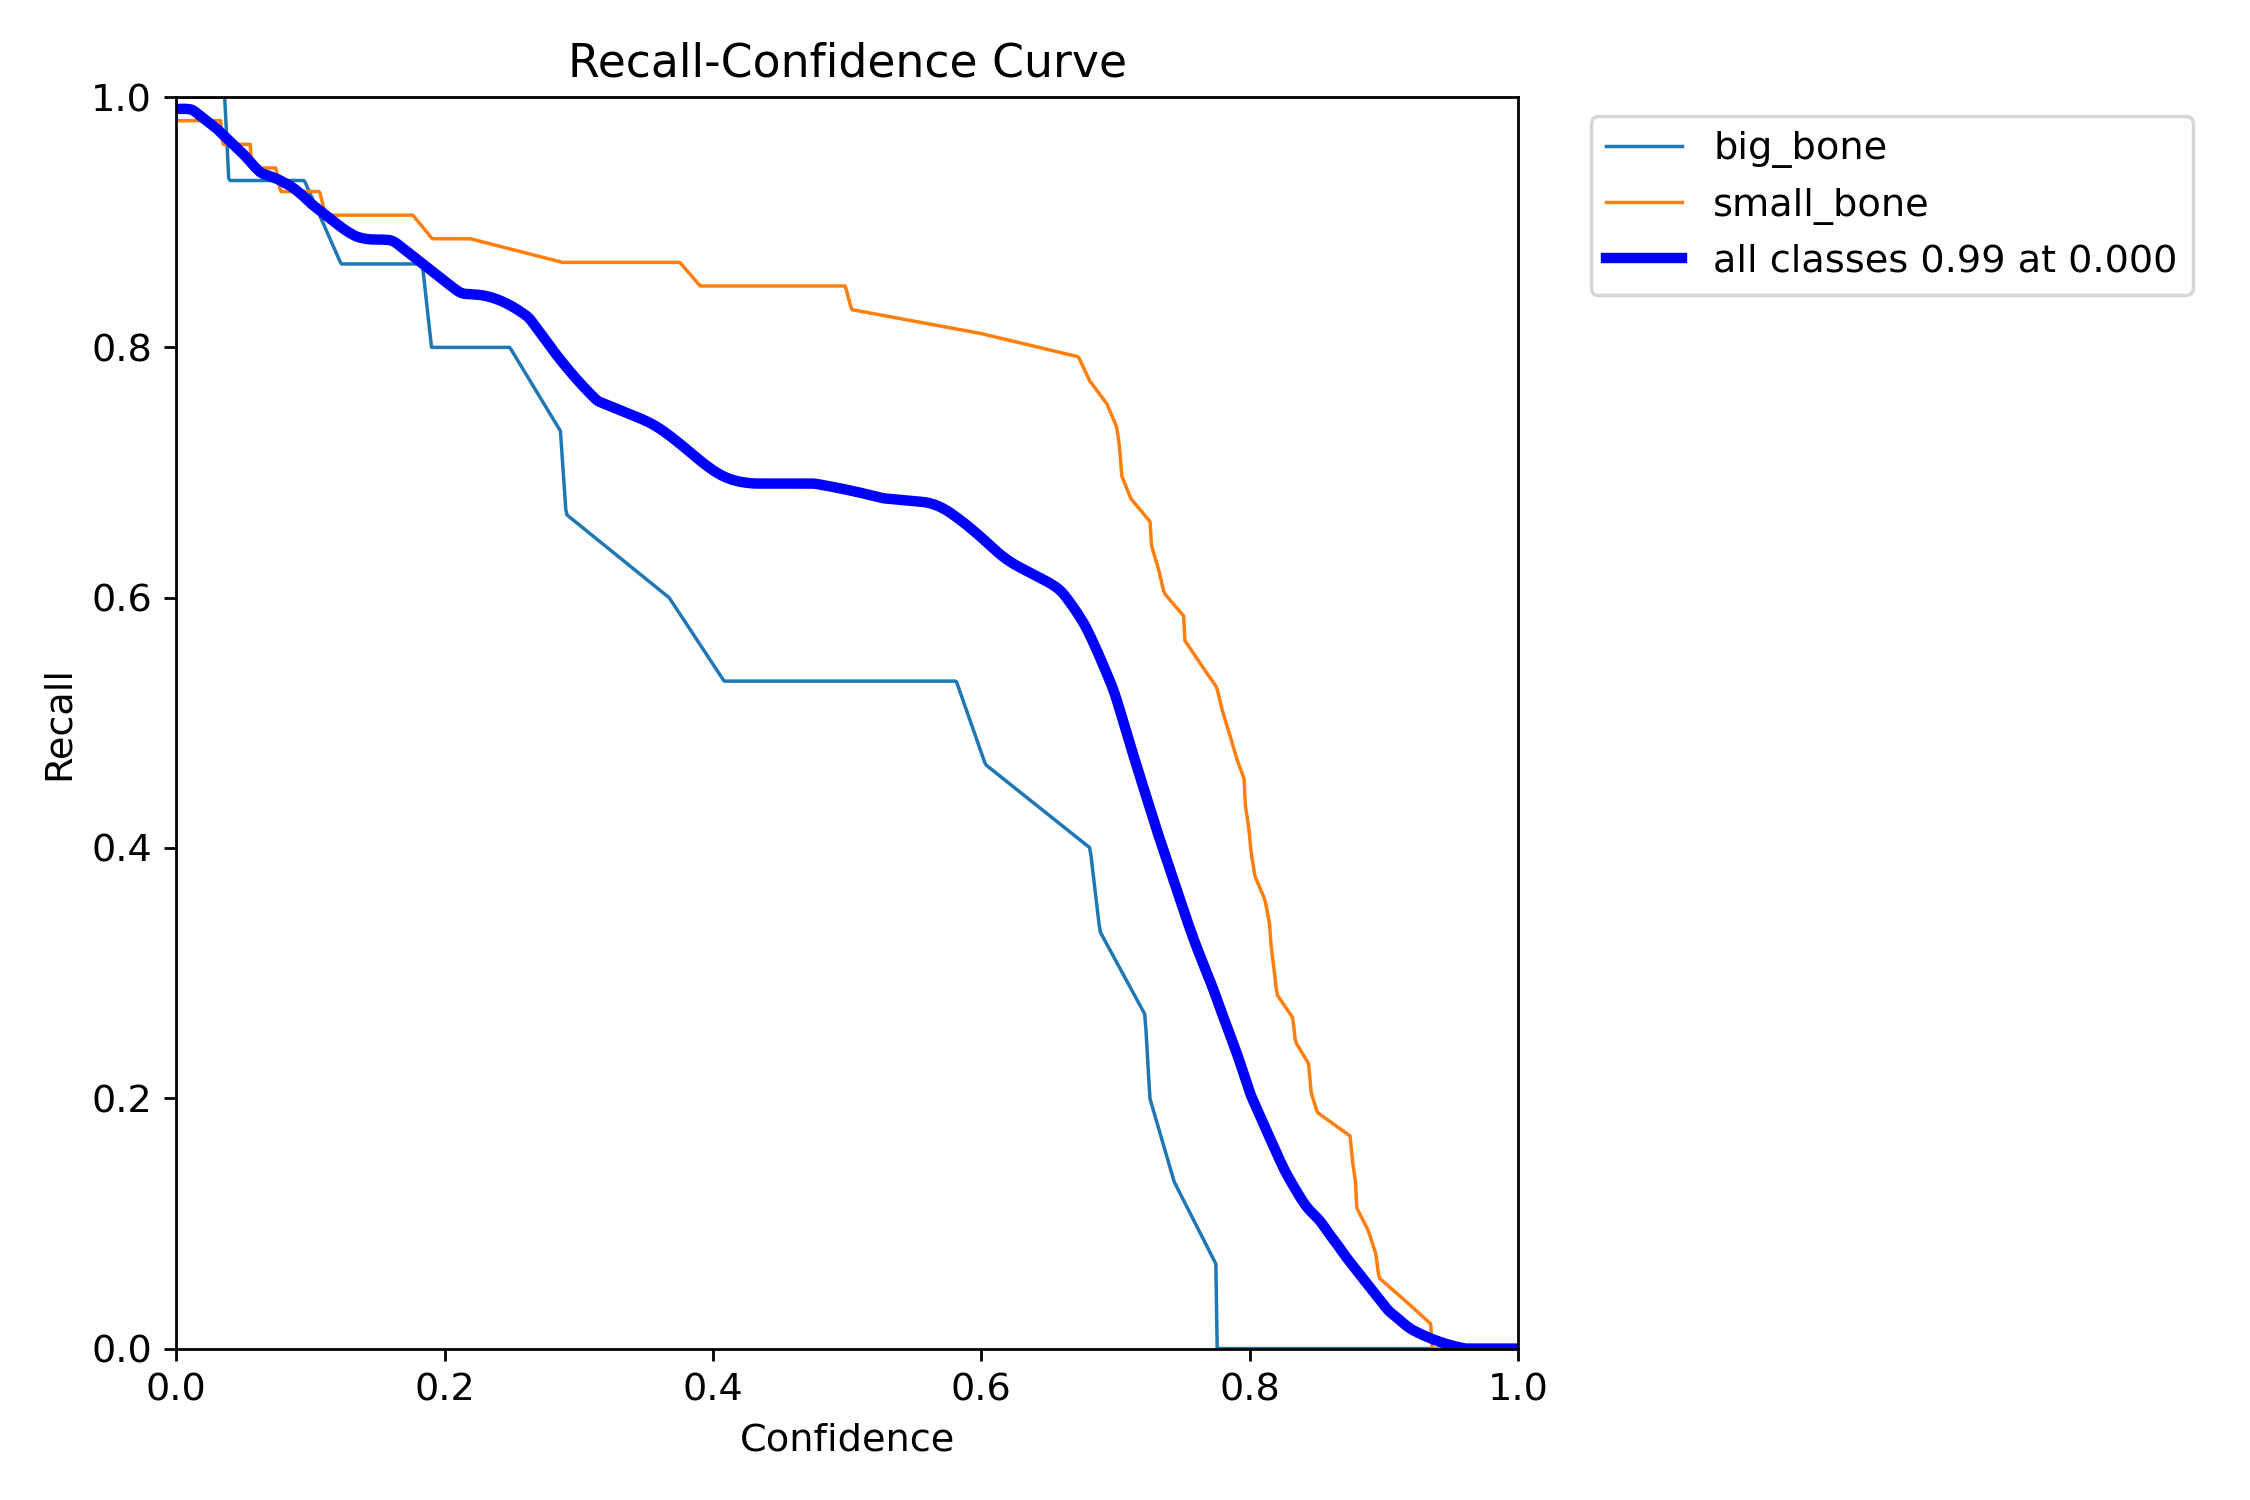 Recall-Confidence Curve
1.0
0.8
0.6
0.4
0.2
0.0
Recall
0.0 0.2 0.4 0.6 0.8 1.0
Confidence
big_bone
small_bone
all classes 0.99 at 0.000